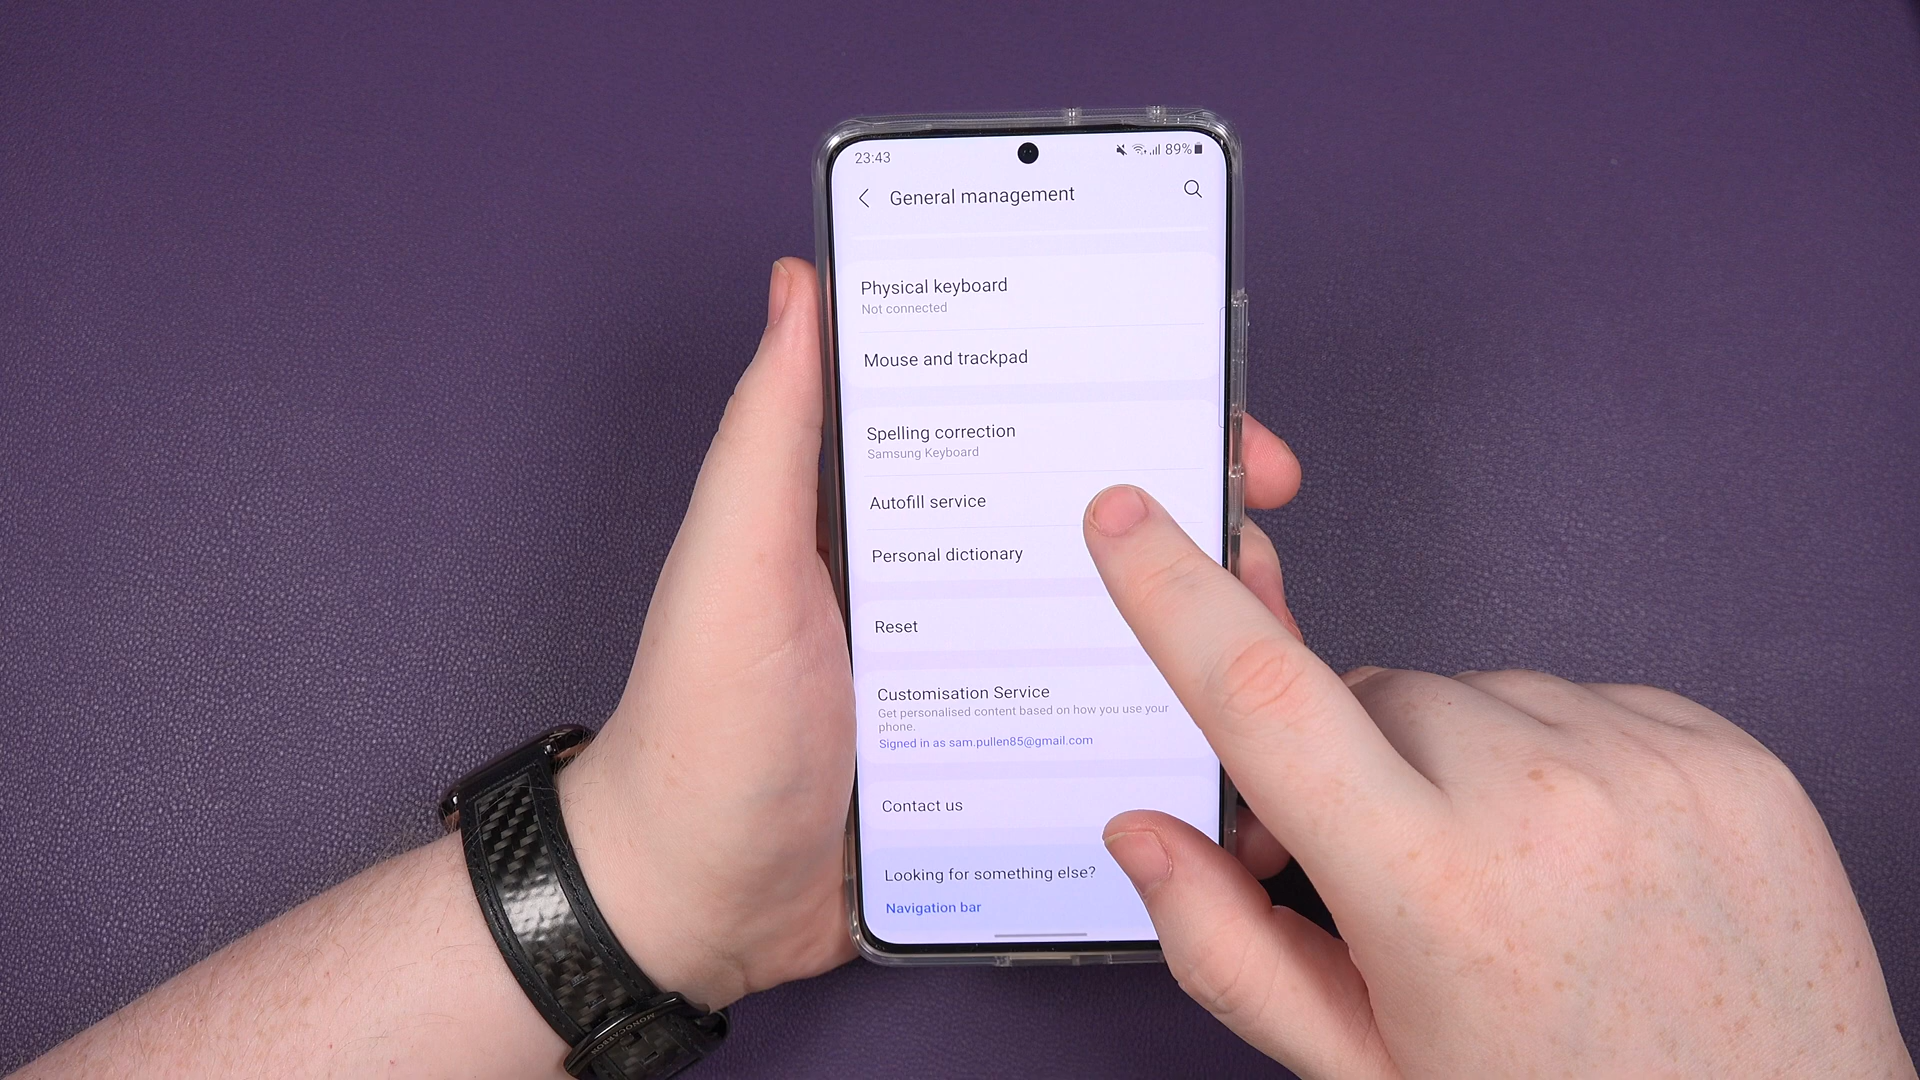 23:43
89%
General management
Physical keyboard
Not connected
Mouse and trackpad
Spelling correction
Samsung Keyboard
Autofill service
Personal dictionary
Reset
Customisation Service
Get personalised content based on how you use your
phone.
Signed in as sam.pullen85@gmail.com
Contact us
Looking for something else?
Navigation bar
MONOCARBON